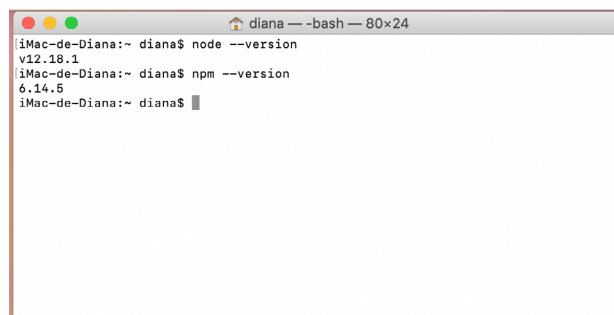 diana — -bash — 80×24
[iMac-de-Diana:~ diana$ node --version
v12.18.1
[iMac-de-Diana:~ diana$ npm --version
6.14.5
iMac-de-Diana:~ diana$